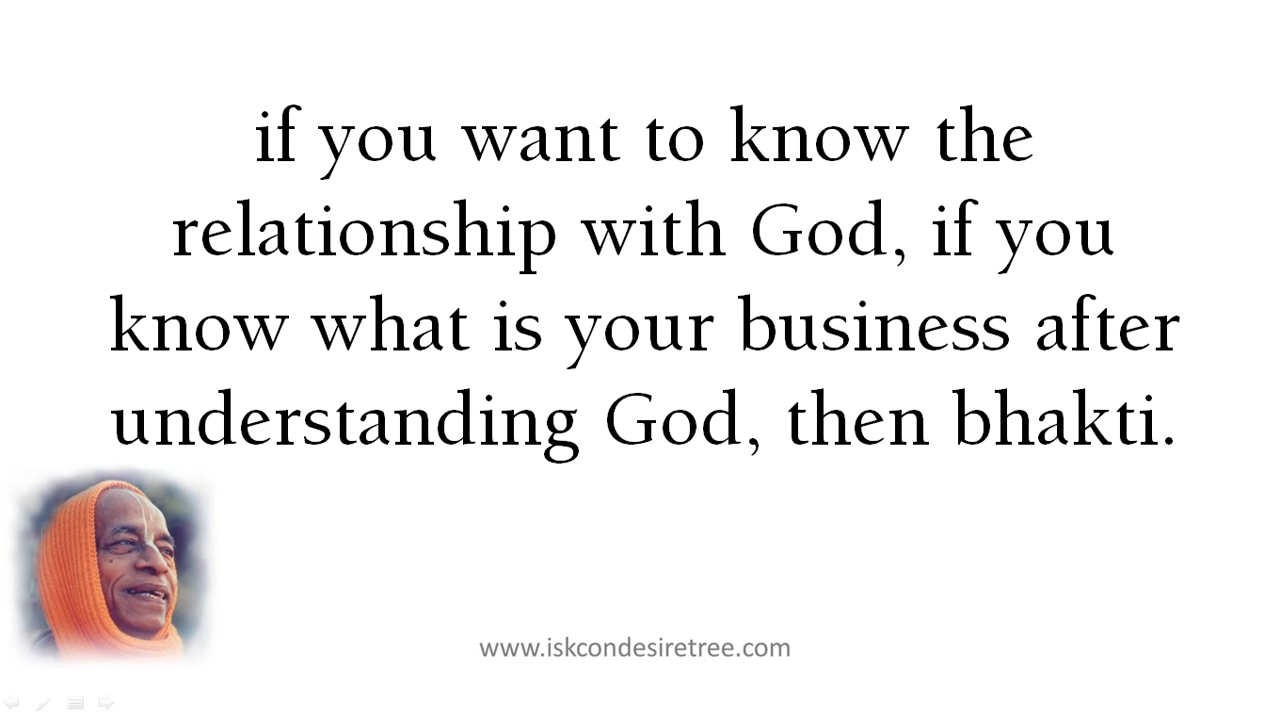 if you want to know the
relationship with God, if you
know what is your business after
understanding God, then bhakti.
www.iskcondesiretree.com